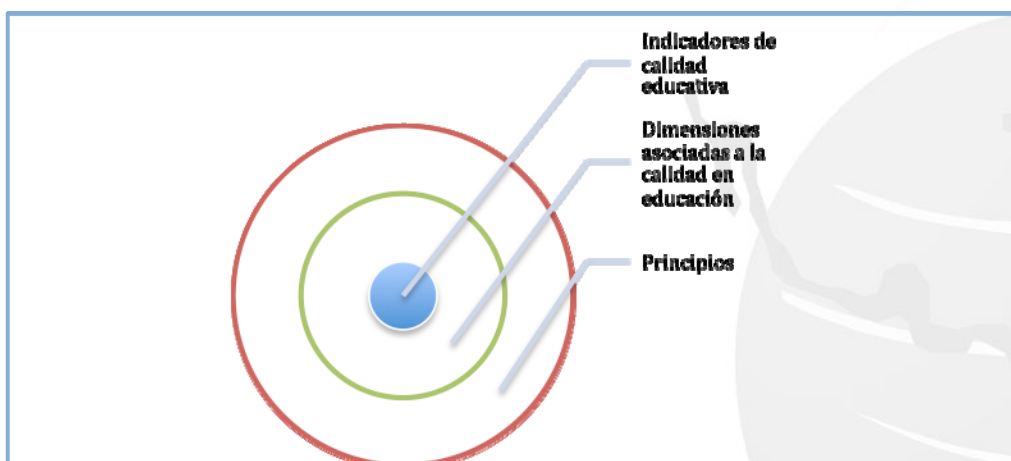 Indicadores de
calidad
educativa
Dimensiones
asociadas a la
calidad en
educación
Principios